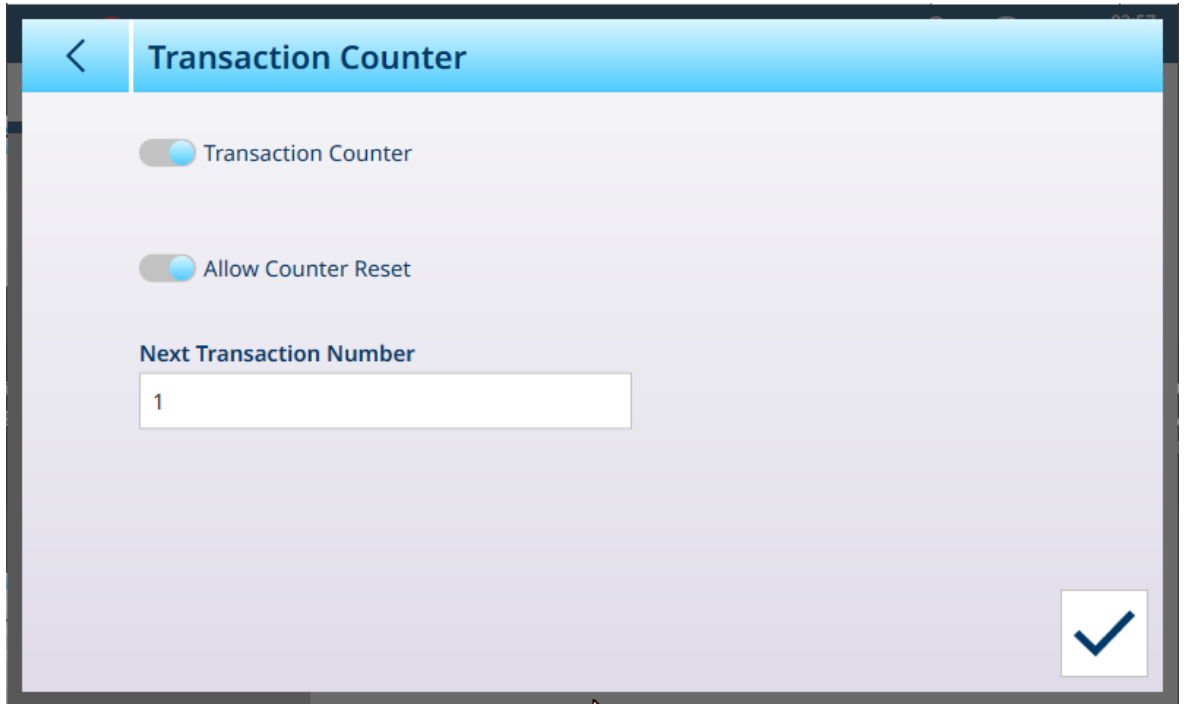 Transaction Counter
Transaction Counter
Allow Counter Reset
Next Transaction Number
1